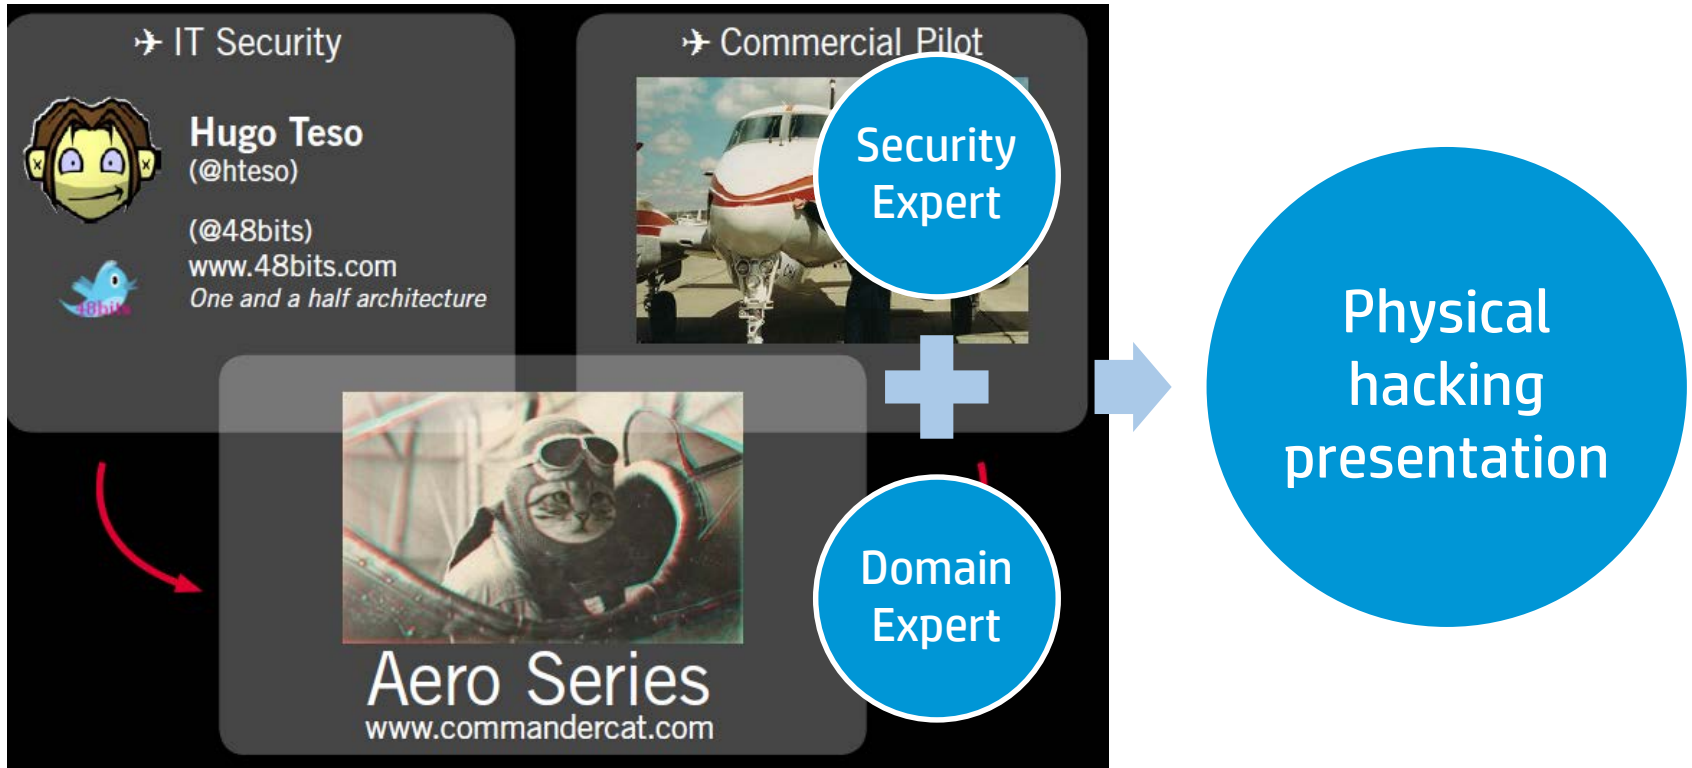 ✈ IT Security
Hugo Teso
(@hteso)
(@48bits)
www.48bits.com
One and a half architecture
48bits
✈ Commercial Pilot
Security
Expert
Domain
Expert
Aero Series
www.commandercat.com
Physical
hacking
presentation